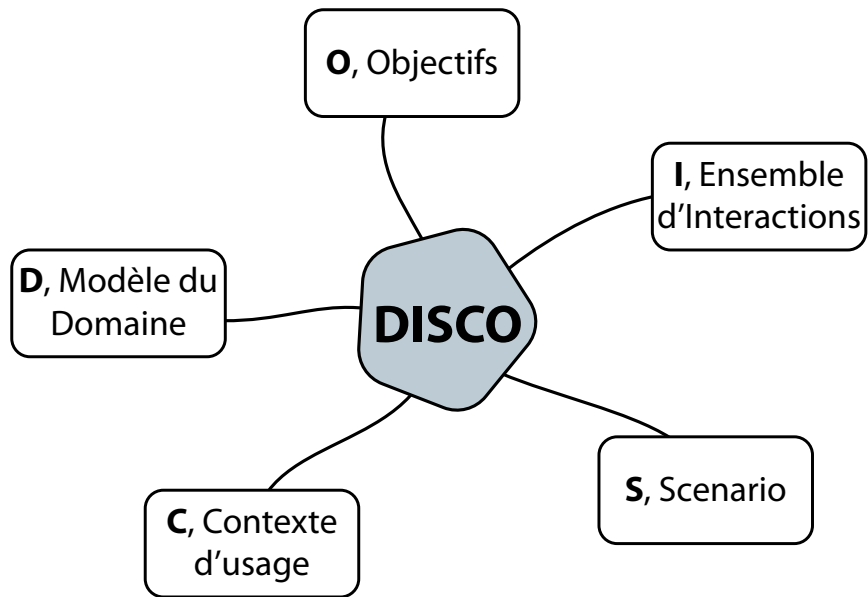 O, Objectifs
I, Ensemble
d'Interactions
D, Modèle du
Domaine
DISCO
S, Scenario
C, Contexte
d'usage